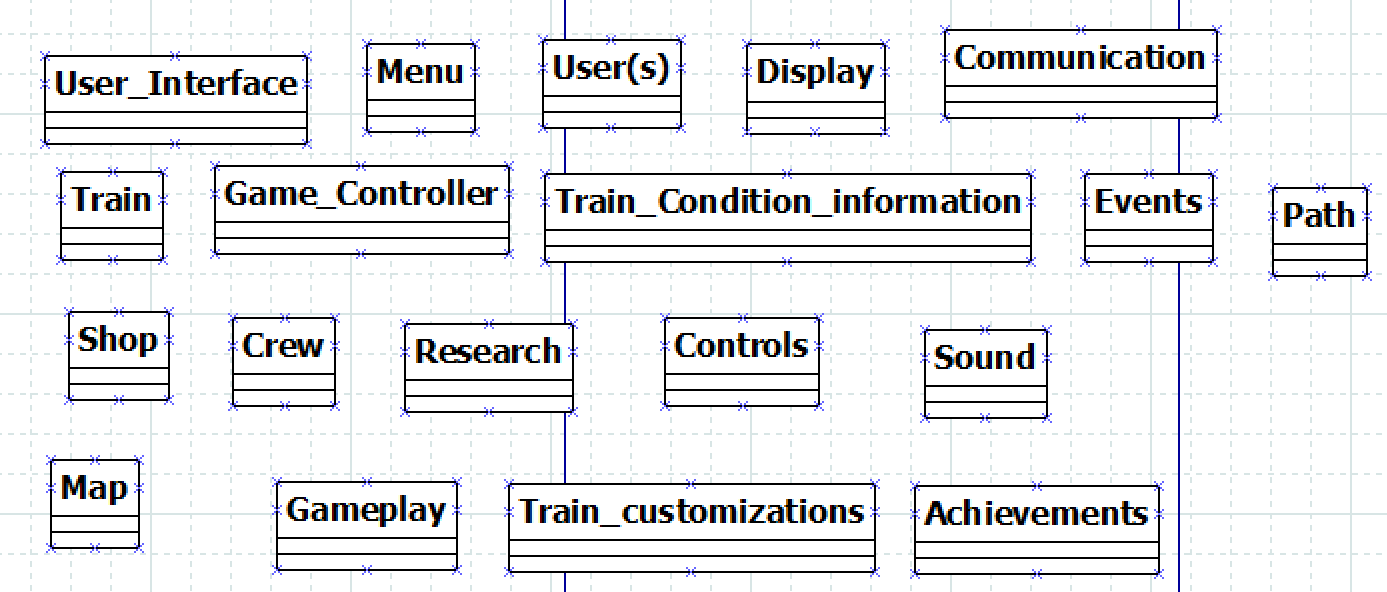 User_Interface
Menu
User(s)
Display
Communication
Train
Game_Controller
Train_Condition_information
Events
Path
Shop
Crew
Research
Controls
Sound
Map
Gameplay
Train_customizations
Achievements